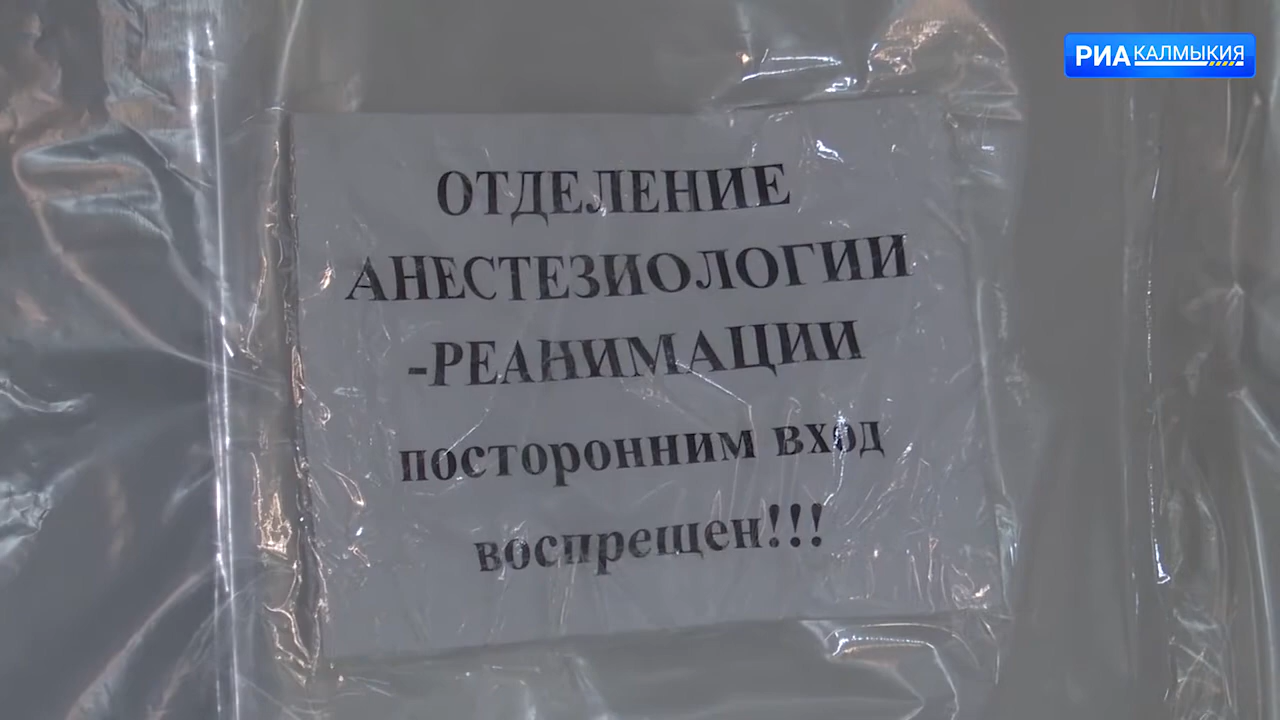 РИА КАЛМЫКИЯ
ОТДЕЛЕНИЕ
АНЕСТЕЗИОЛОГИИ
-РЕАНИМАЦИИ
посторонним вход
воспрещен!!!